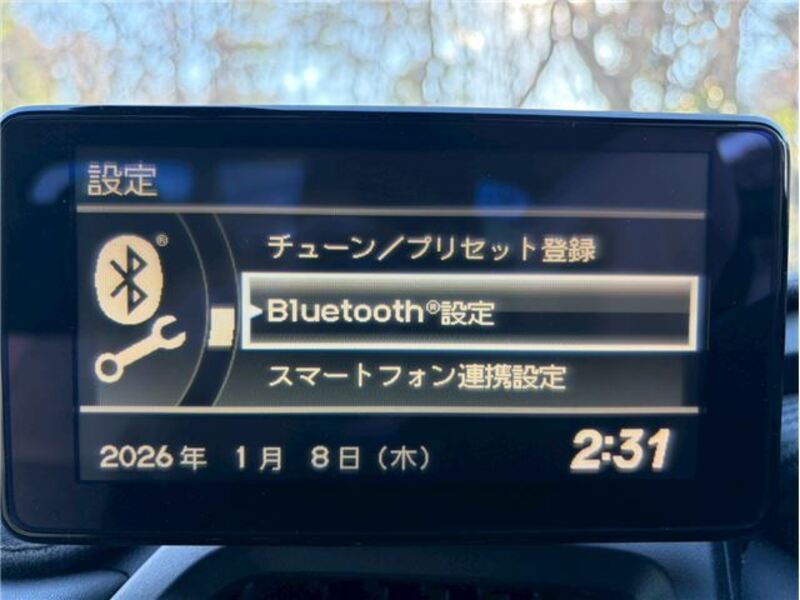 設定
チューン／プリセット登録
Bluetooth®設定
スマートフォン連携設定
2026年 1月 8日（木）
2:31